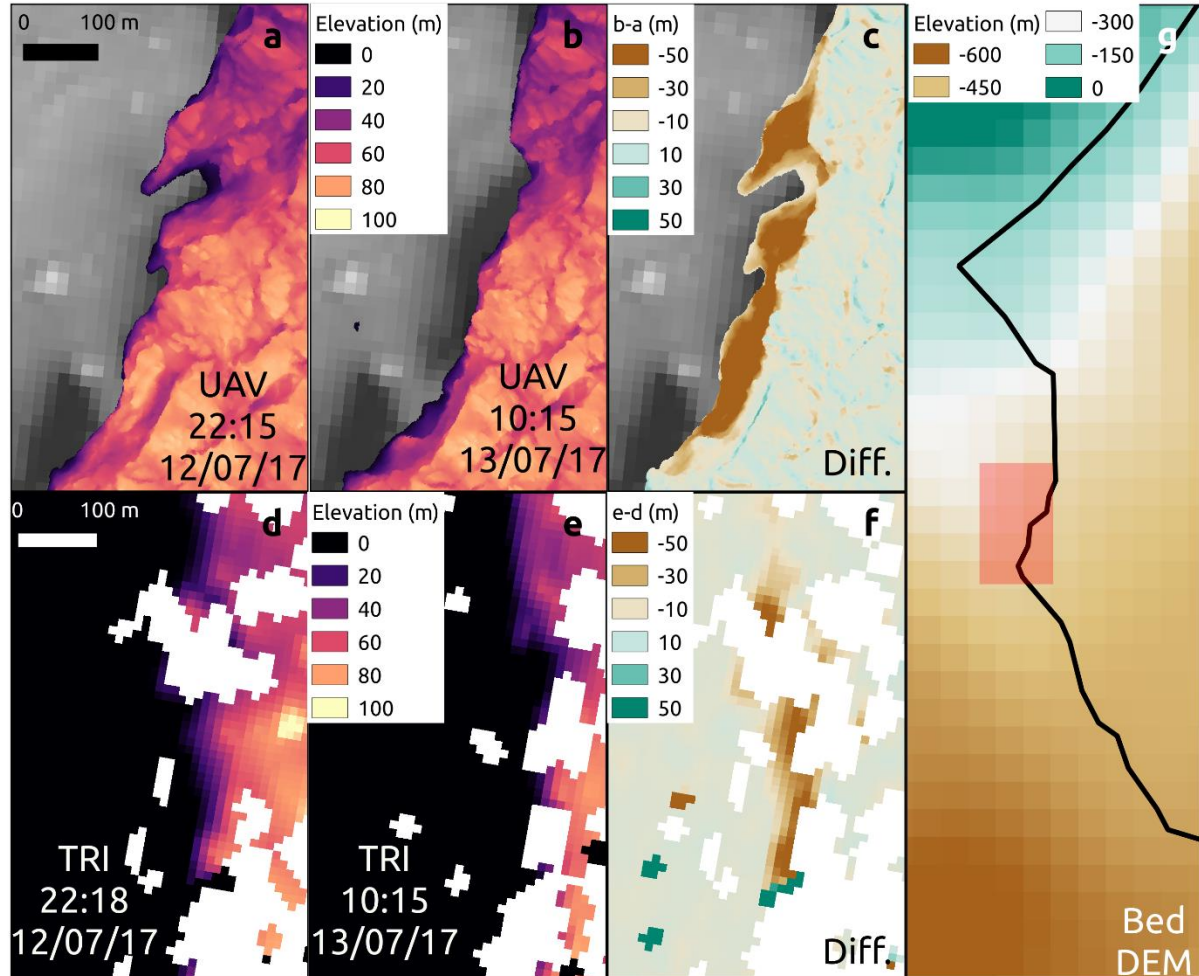 0 100 m
a
Elevation (m)
0
20
40
60
80
100
b
b-a (m)
-50
-30
-10
10
30
50
c
Elevation (m)
-600
-450
-300
-150
0
g
UAV
22:15
12/07/17
UAV
10:15
13/07/17
Diff.
0 100 m
d
Elevation (m)
0
20
40
60
80
100
e
e-d (m)
-50
-30
-10
10
30
50
f
TRI
22:18
12/07/17
TRI
10:15
13/07/17
Diff.
Bed
DEM